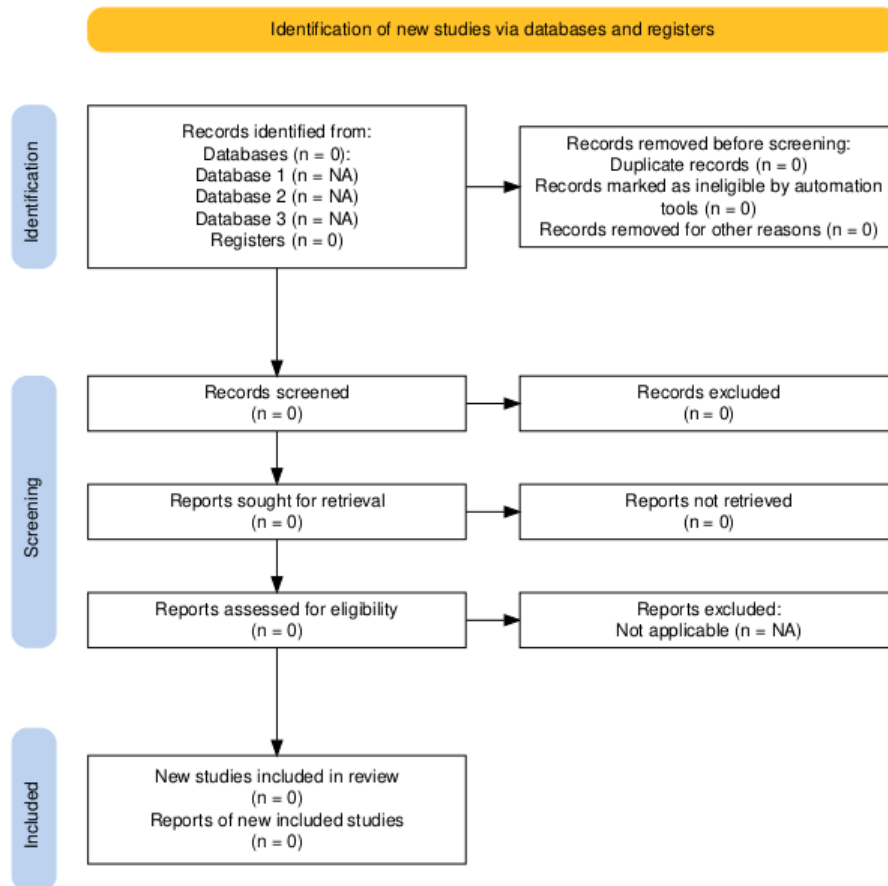 Identification of new studies via databases and registers
Identification
Records identified from:
Databases (n = 0):
Database 1 (n = NA)
Database 2 (n = NA)
Database 3 (n = NA)
Registers (n = 0)
Records removed before screening:
Duplicate records (n = 0)
Records marked as ineligible by automation
tools (n = 0)
Records removed for other reasons (n = 0)
Screening
Records screened
(n = 0)
Records excluded
(n = 0)
Reports sought for retrieval
(n = 0)
Reports not retrieved
(n = 0)
Reports assessed for eligibility
(n = 0)
Reports excluded:
Not applicable (n = NA)
Included
New studies included in review
(n = 0)
Reports of new included studies
(n = 0)